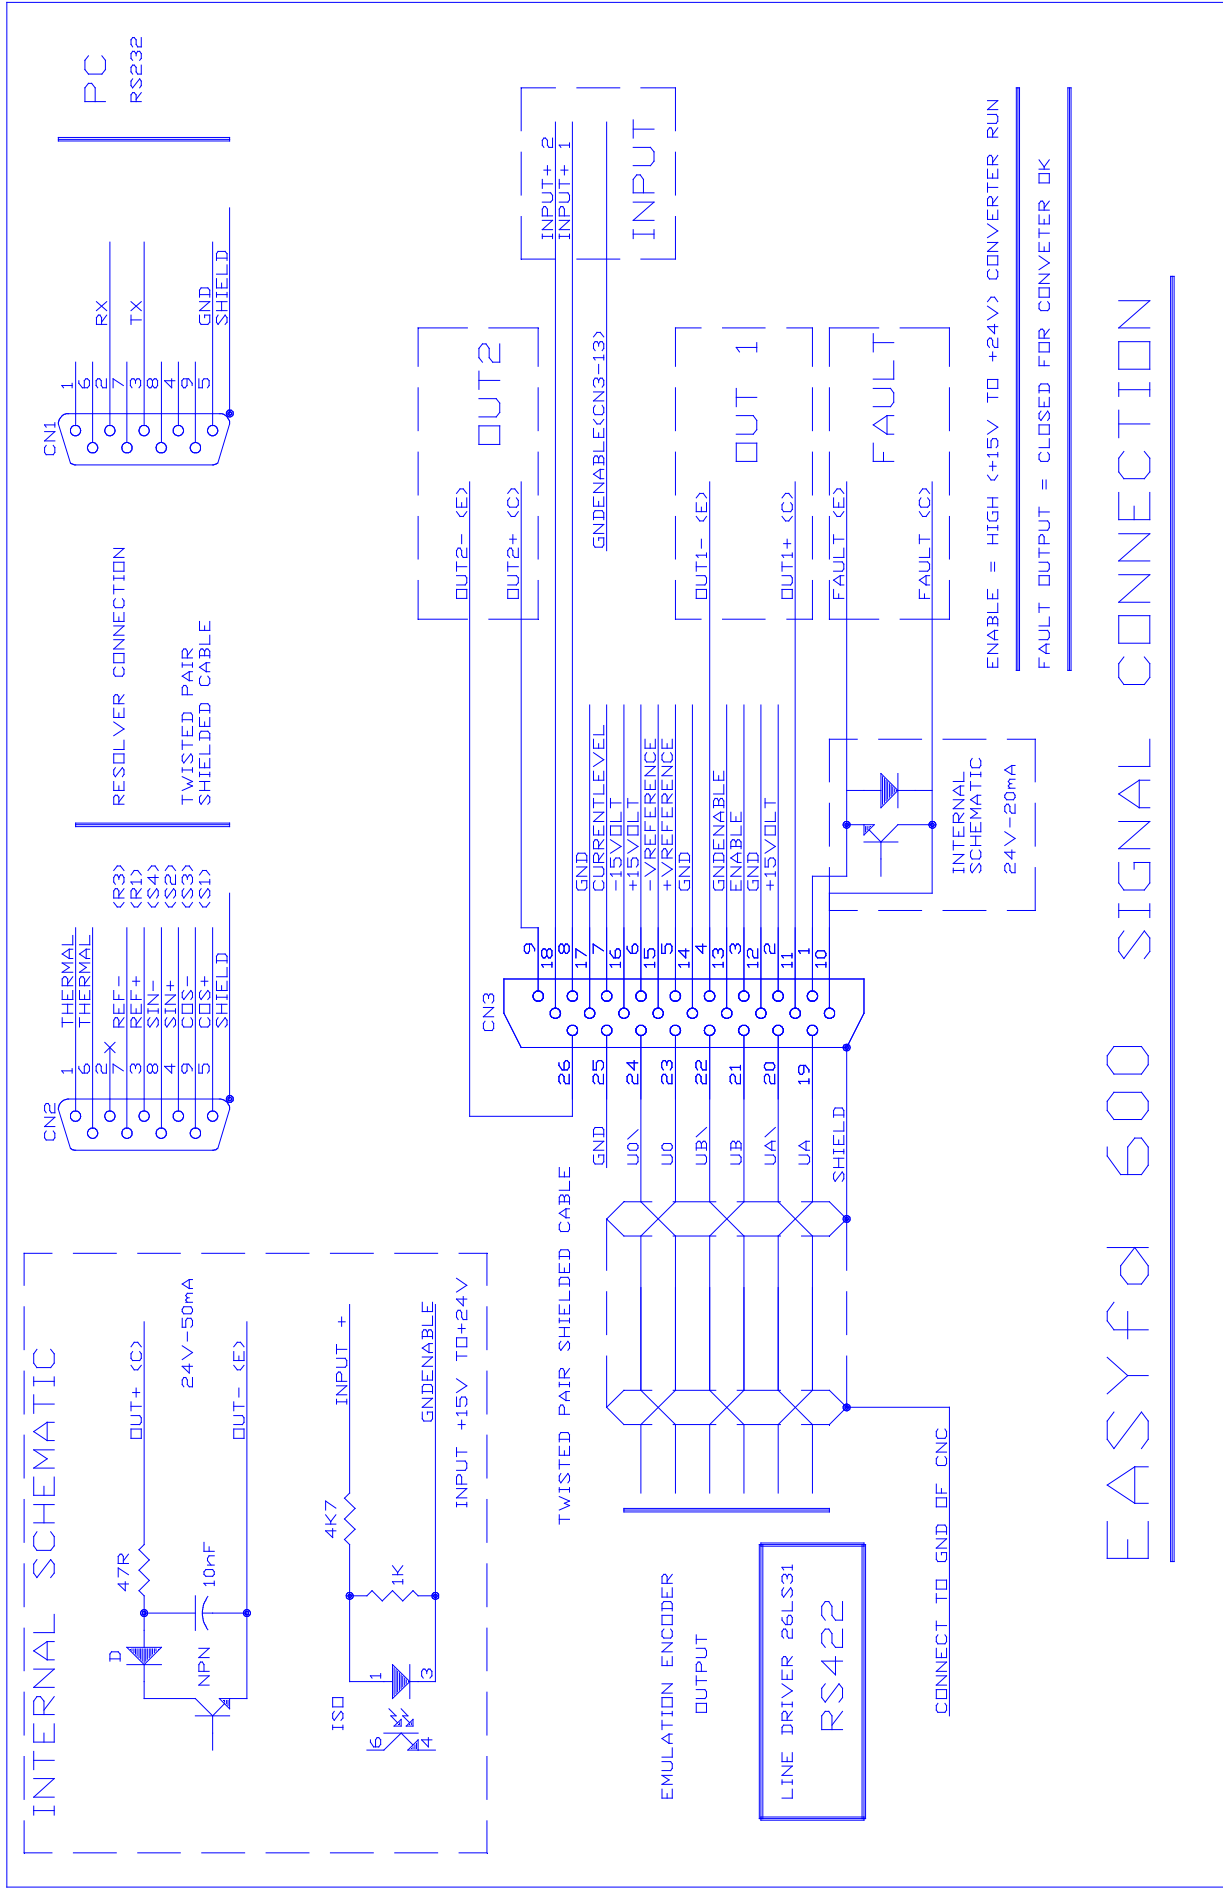 INTERNAL SCHEMATIC
D
47R
OUT+ (C)
NPN
10nF
24V-50mA
OUT- (E)
ISO
4K7
INPUT +
1
1K
3
6
4
GNDENABLE
INPUT +15V TO+24V
CN2
1
THERMAL
6
THERMAL
2
X
7
REF-
(R3)
3
REF+
(R1)
8
SIN-
(S4)
4
SIN+
(S2)
9
COS-
(S3)
5
COS+
(S1)
SHIELD
RESOLVER CONNECTION
TWISTED PAIR
SHIELDED CABLE
CN1
1
6
2
RX
7
3
TX
8
4
9
5
GND
SHIELD
PC
RS232
OUT2- (E)
OUT2+ (C)
OUT2
INPUT+ 2
INPUT+ 1
INPUT
GNDENABLE(CN3-13)
CN3
9
18
8
17
GND
7
CURRENTLEVEL
16
-15VOLT
6
+15VOLT
15
-VREFERENCE
5
+VREFERENCE
14
GND
4
13
GNDENABLE
3
ENABLE
12
GND
2
+15VOLT
11
1
10
26
25
GND
24
U0\
23
U0
22
UB\
21
UB
20
UA\
19
UA
SHIELD
OUT1- (E)
OUT 1
OUT1+ (C)
FAULT (E)
FAULT
FAULT (C)
INTERNAL
SCHEMATIC
24V-20mA
TWISTED PAIR SHIELDED CABLE
EMULATION ENCODER
OUTPUT
LINE DRIVER 26LS31
RS422
CONNECT TO GND OF CNC
ENABLE = HIGH (+15V TO +24V) CONVERTER RUN
FAULT OUTPUT = CLOSED FOR CONVETER OK
EASYfd 600 SIGNAL CONNECTION